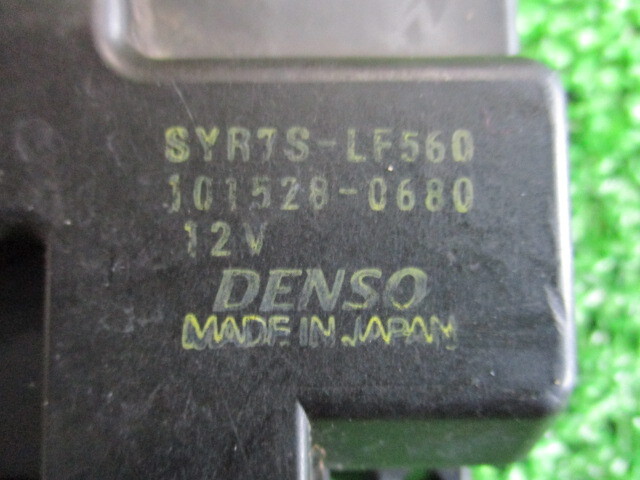 SYR7S-LF560
101528-0680
12V
DENSO
MADE IN JAPAN